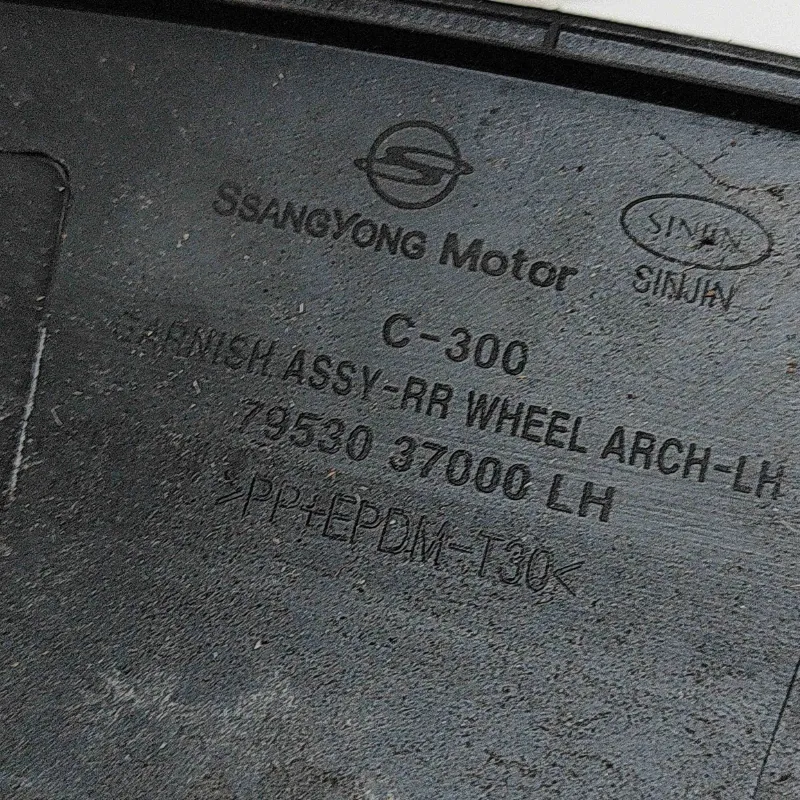 SSANGYONG Motor
SINJIN
SINJIN
C-300
GARNISH ASSY-RR WHEEL ARCH-LH
79530 37000 LH
>PP+EPDM-T30<